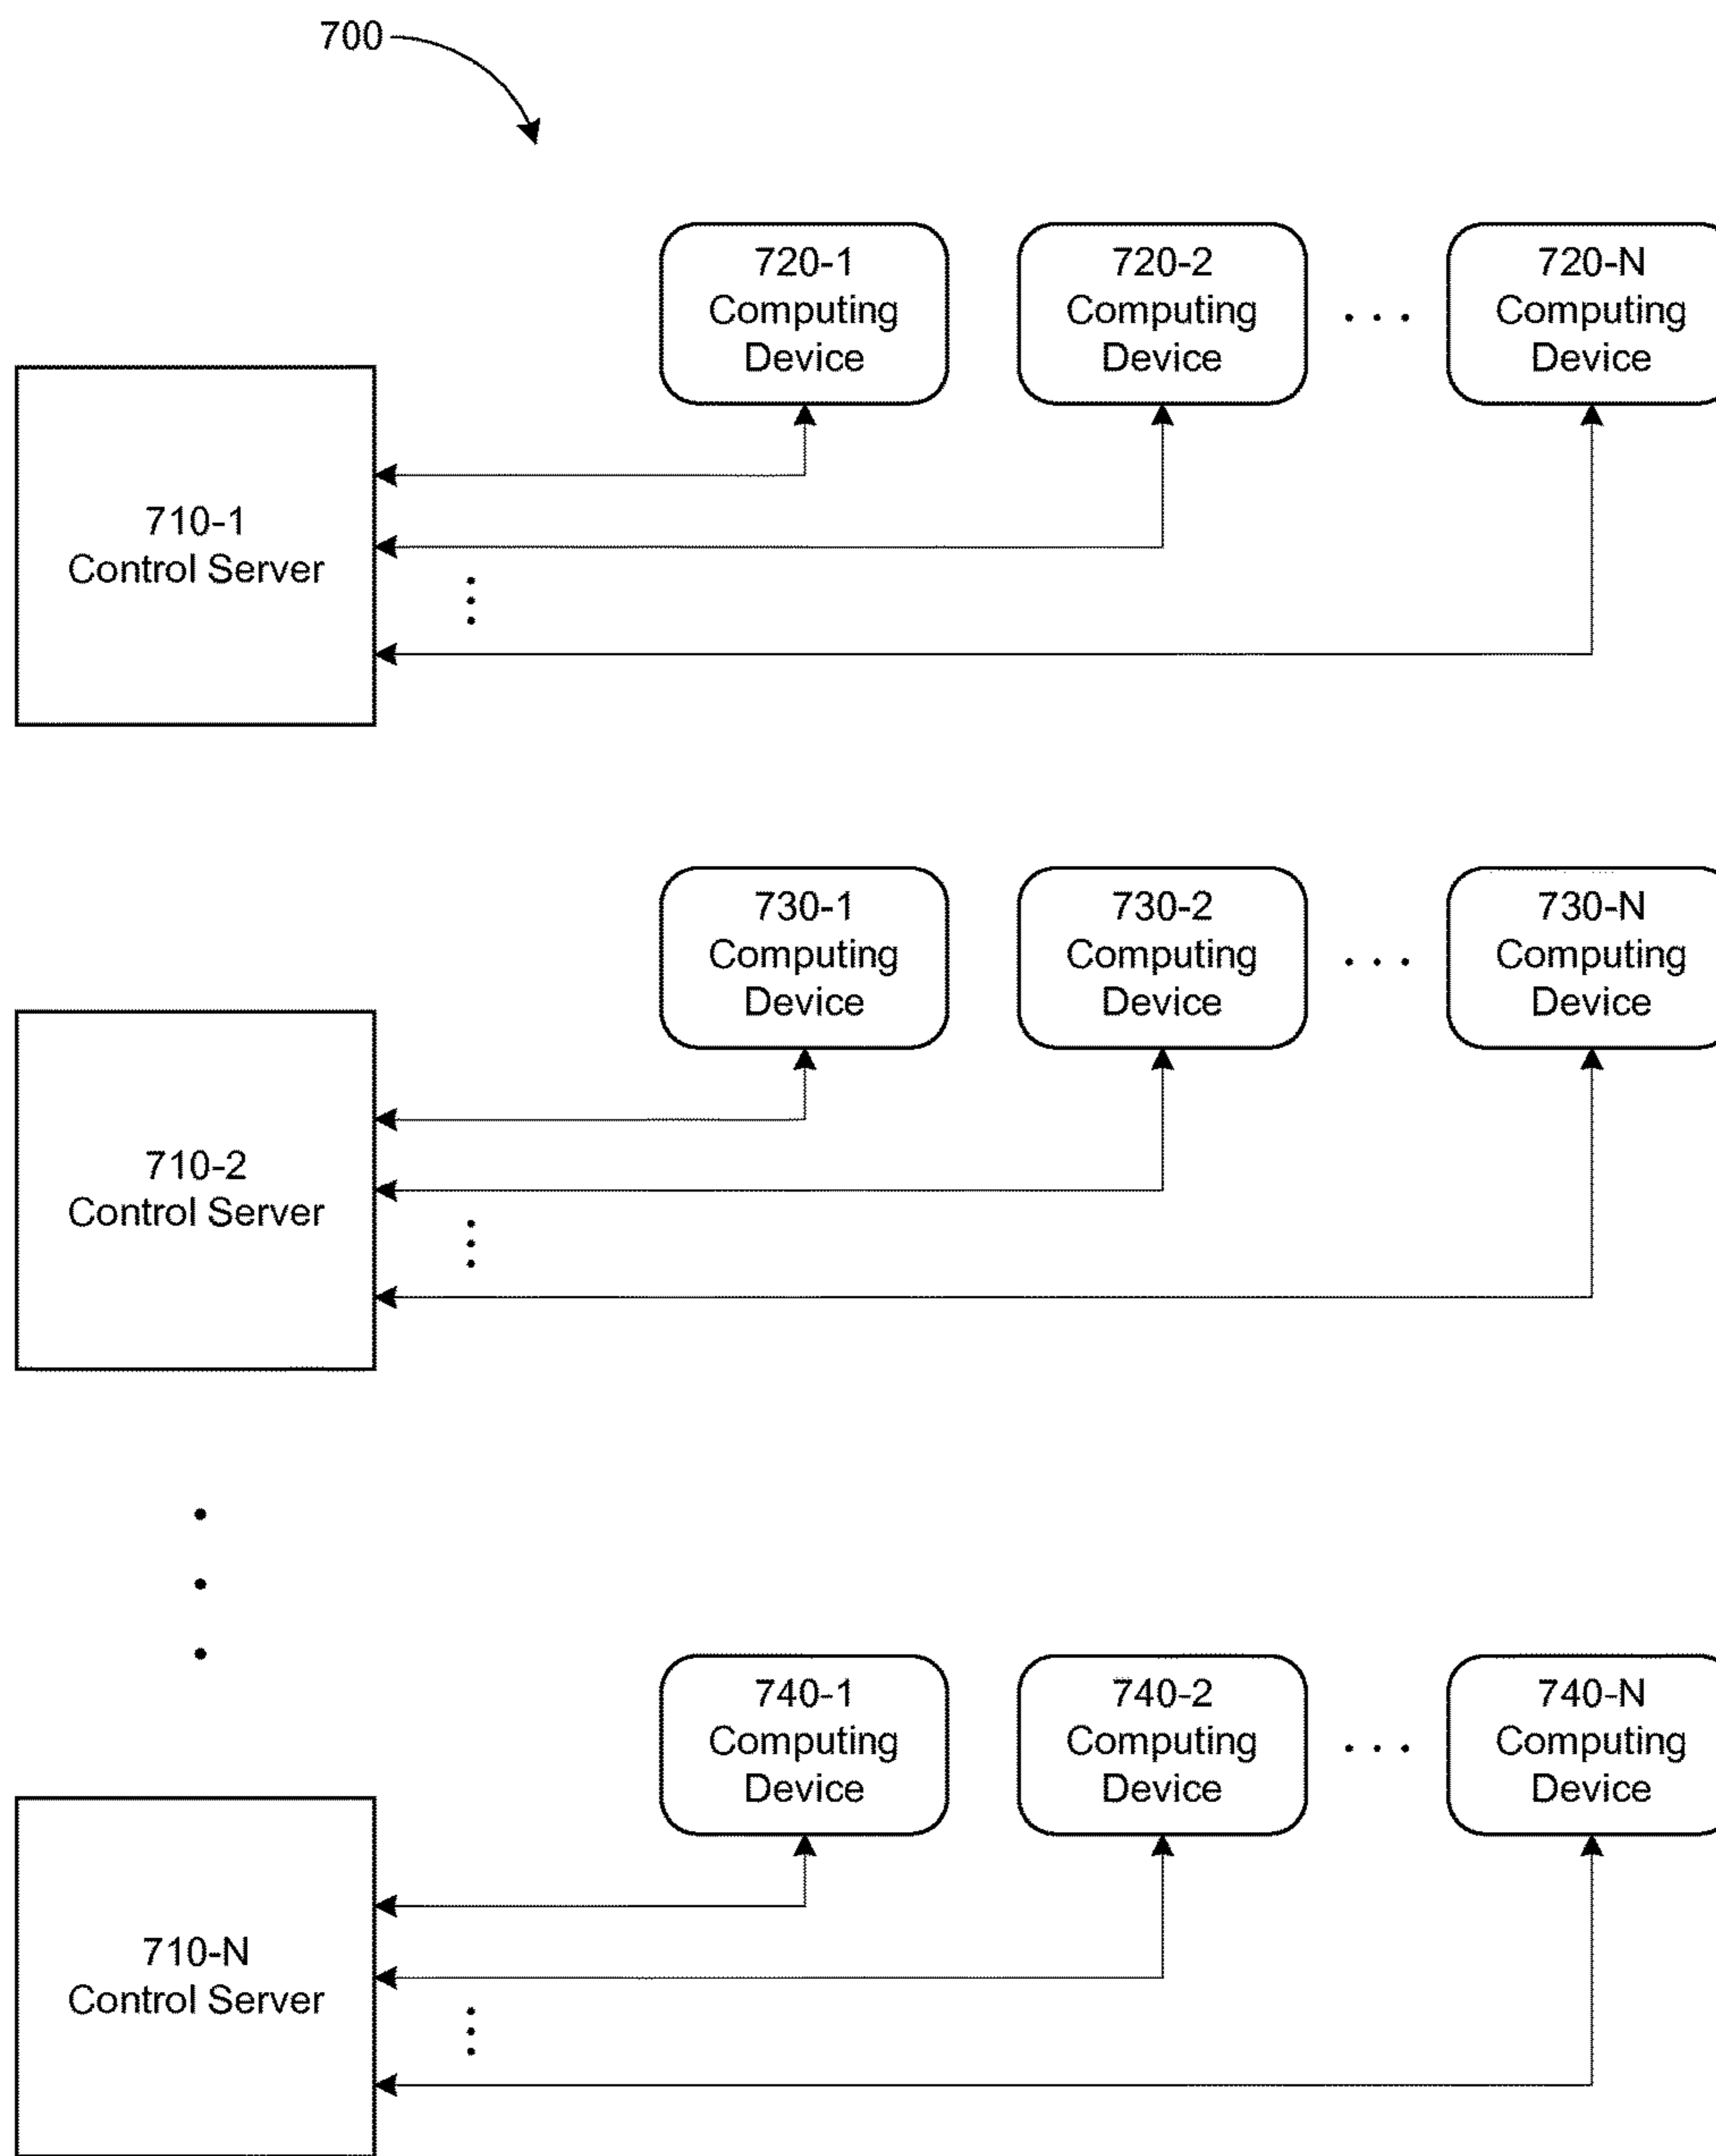 700
720-1
Computing
Device
720-2
Computing
Device
. . .
720-N
Computing
Device
710-1
Control Server
730-1
Computing
Device
730-2
Computing
Device
. . .
730-N
Computing
Device
710-2
Control Server
740-1
Computing
Device
740-2
Computing
Device
. . .
740-N
Computing
Device
710-N
Control Server